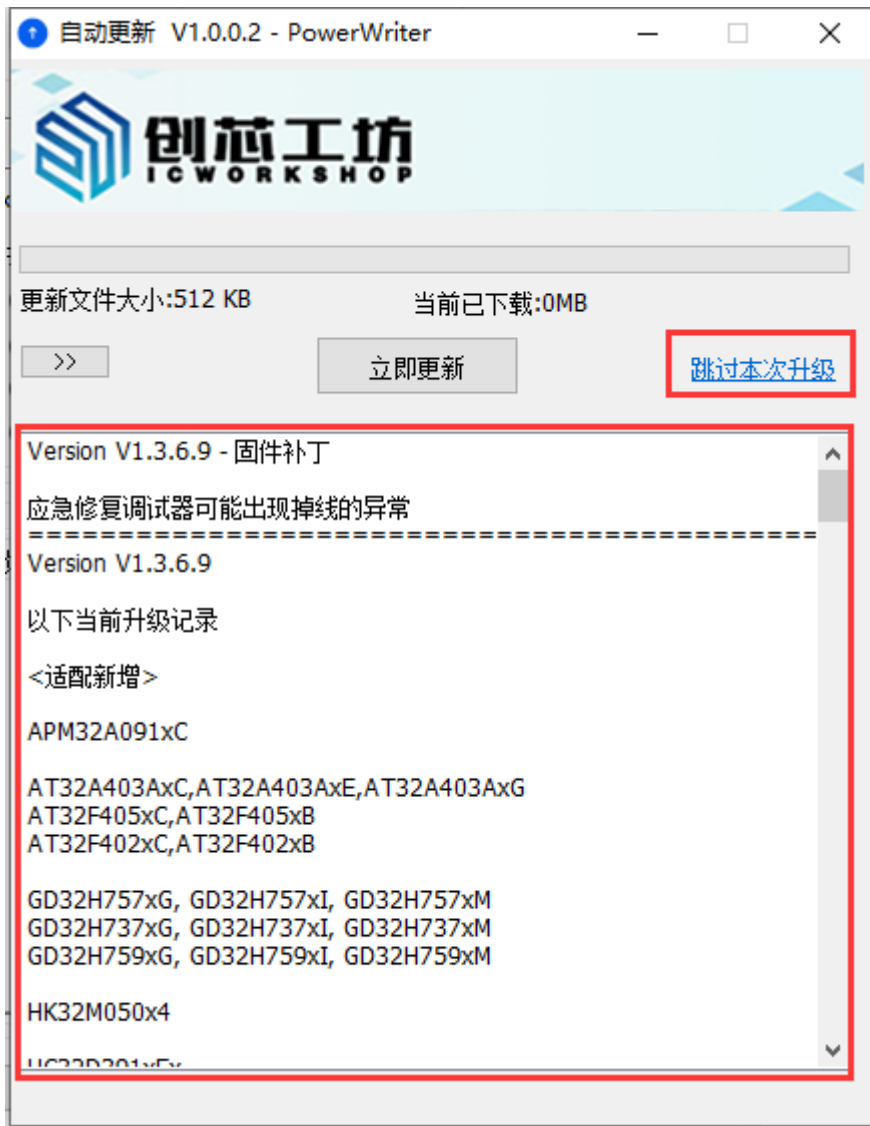 自动更新 V1.0.0.2 - PowerWriter
创芯工坊
ICWORKSHOP
更新文件大小:512 KB 当前已下载:0MB
>> 立即更新 跳过本次升级
Version V1.3.6.9 - 固件补丁
应急修复调试器可能出现掉线的异常
============================================
Version V1.3.6.9
以下当前升级记录
<适配新增>
APM32A091xC
AT32A403AxC,AT32A403AxE,AT32A403AxG
AT32F405xC,AT32F405xB
AT32F402xC,AT32F402xB
GD32H757xG, GD32H757xI, GD32H757xM
GD32H737xG, GD32H737xI, GD32H737xM
GD32H759xG, GD32H759xI, GD32H759xM
HK32M050x4